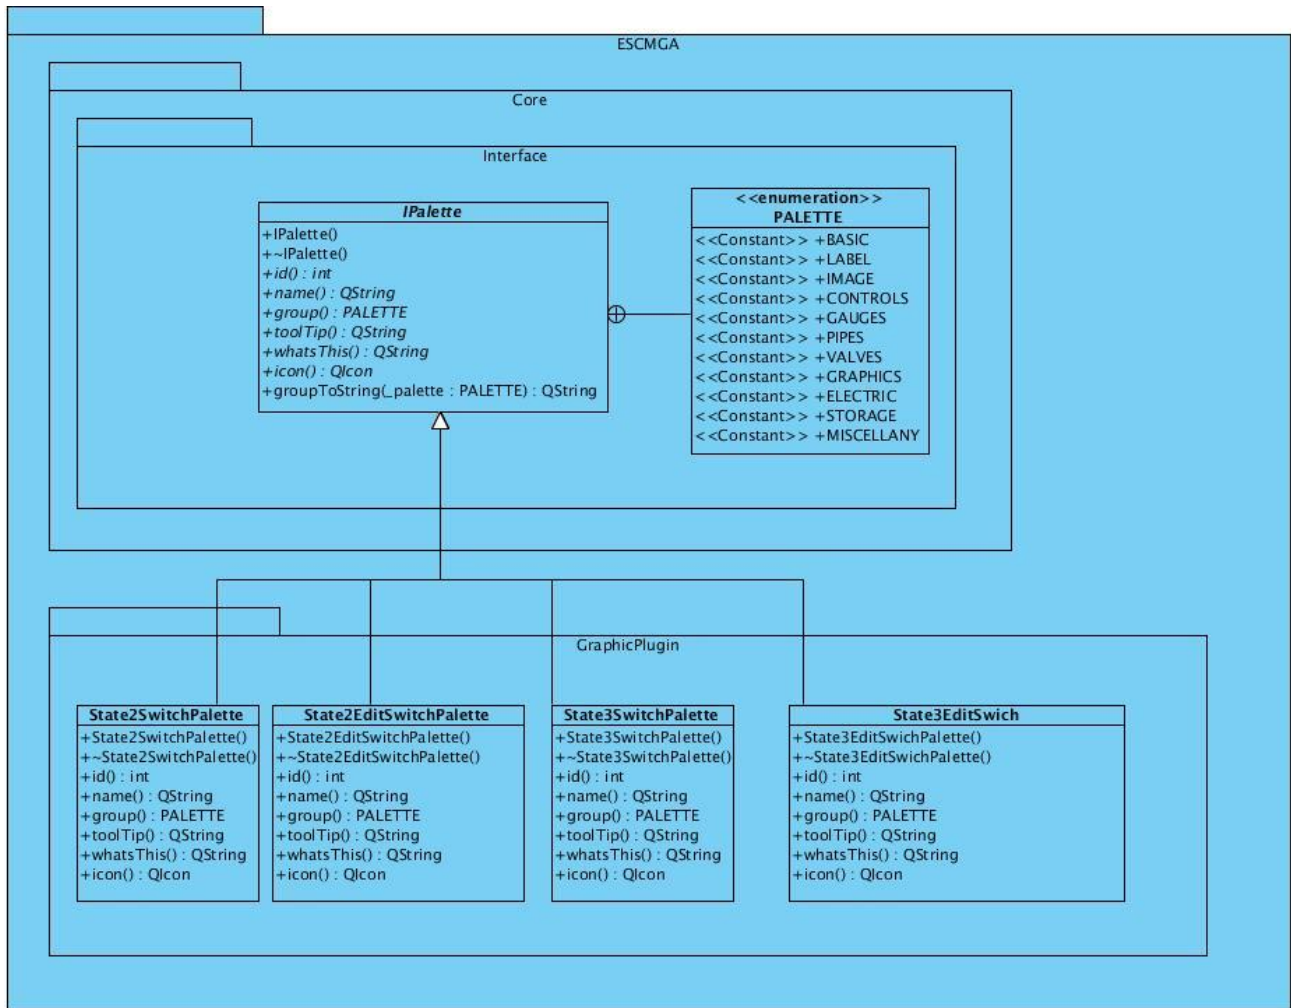 ESCMGA
Core
Interface
IPalette
+IPalette()
+~IPalette()
+id() : int
+name() : QString
+group() : PALETTE
+toolTip() : QString
+whatsThis() : QString
+icon() : QIcon
+groupToString(_palette : PALETTE) : QString
<<enumeration>>
PALETTE
<<Constant>> +BASIC
<<Constant>> +LABEL
<<Constant>> +IMAGE
<<Constant>> +CONTROLS
<<Constant>> +GAUGES
<<Constant>> +PIPES
<<Constant>> +VALVES
<<Constant>> +GRAPHICS
<<Constant>> +ELECTRIC
<<Constant>> +STORAGE
<<Constant>> +MISCELLANY
GraphicPlugin
State2SwitchPalette
+State2SwitchPalette()
+~State2SwitchPalette()
+id() : int
+name() : QString
+group() : PALETTE
+toolTip() : QString
+whatsThis() : QString
+icon() : QIcon
State2EditSwitchPalette
+State2EditSwitchPalette()
+~State2EditSwitchPalette()
+id() : int
+name() : QString
+group() : PALETTE
+toolTip() : QString
+whatsThis() : QString
+icon() : QIcon
State3SwitchPalette
+State3SwitchPalette()
+~State3SwitchPalette()
+id() : int
+name() : QString
+group() : PALETTE
+toolTip() : QString
+whatsThis() : QString
+icon() : QIcon
State3EditSwich
+State3EditSwichPalette()
+~State3EditSwichPalette()
+id() : int
+name() : QString
+group() : PALETTE
+toolTip() : QString
+whatsThis() : QString
+icon() : QIcon